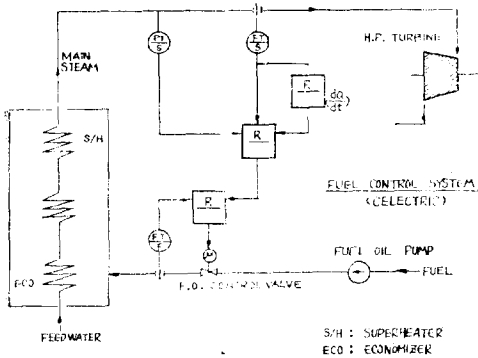 H.P. TURBINE
MAIN
STEAM
PT
S
FT
S
R
dQ
dt
S/H
R
FUEL CONTROL SYSTEM
(ELECTRIC)
R
FT
F
M
FUEL OIL PUMP
FUEL
ECO
F.O. CONTROL VALVE
FEEDWATER
S/H : SUPERHEATER
ECO : ECONOMIZER